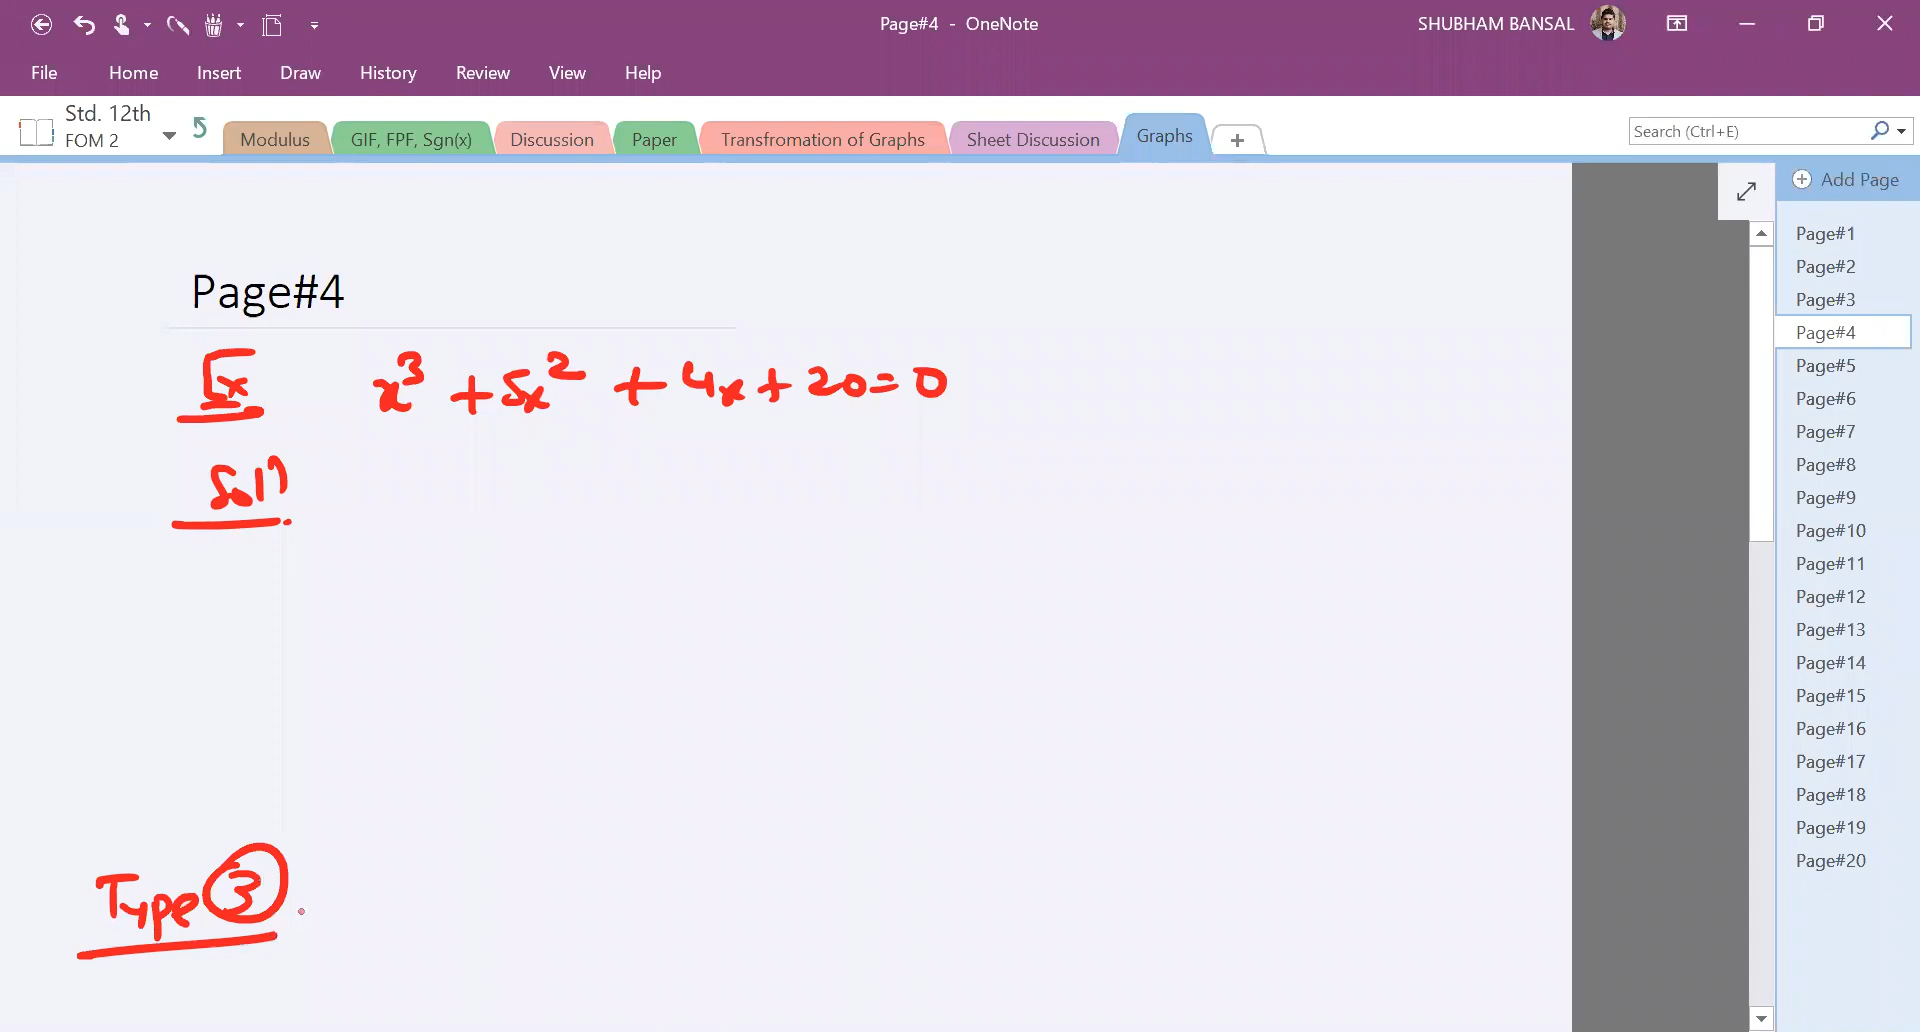 Page#4 - OneNote
SHUBHAM BANSAL
File Home Insert Draw History Review View Help
Std. 12th
FOM 2
Modulus GIF, FPF, Sgn(x) Discussion Paper Transfromation of Graphs Sheet Discussion Graphs +
Search (Ctrl+E)
Add Page
Page#1
Page#2
Page#3
Page#4
Page#5
Page#6
Page#7
Page#8
Page#9
Page#10
Page#11
Page#12
Page#13
Page#14
Page#15
Page#16
Page#17
Page#18
Page#19
Page#20
Page#4
Ex x³ + 5x² + 4x + 20 = 0
Solⁿ
Type ③